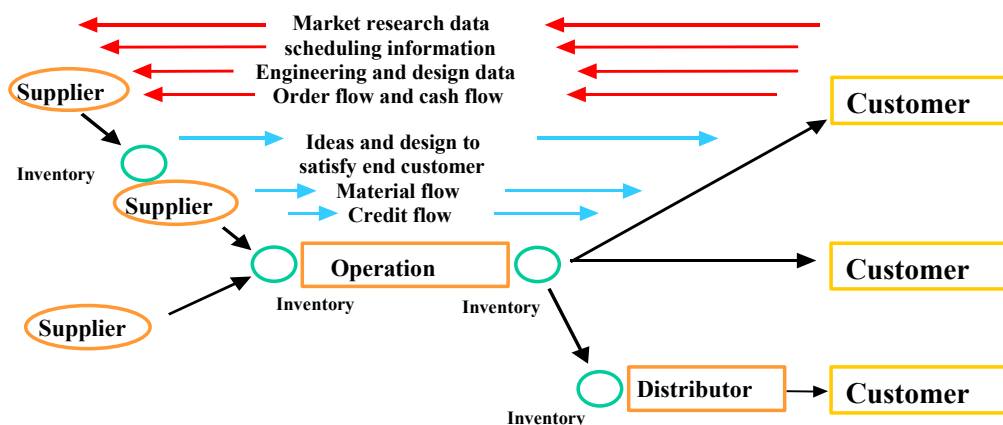 Market research data
scheduling information
Engineering and design data
Order flow and cash flow
Supplier
Customer
Ideas and design to
satisfy end customer
Inventory
Material flow
Supplier
Credit flow
Operation
Customer
Inventory
Inventory
Supplier
Distributor
Customer
Inventory